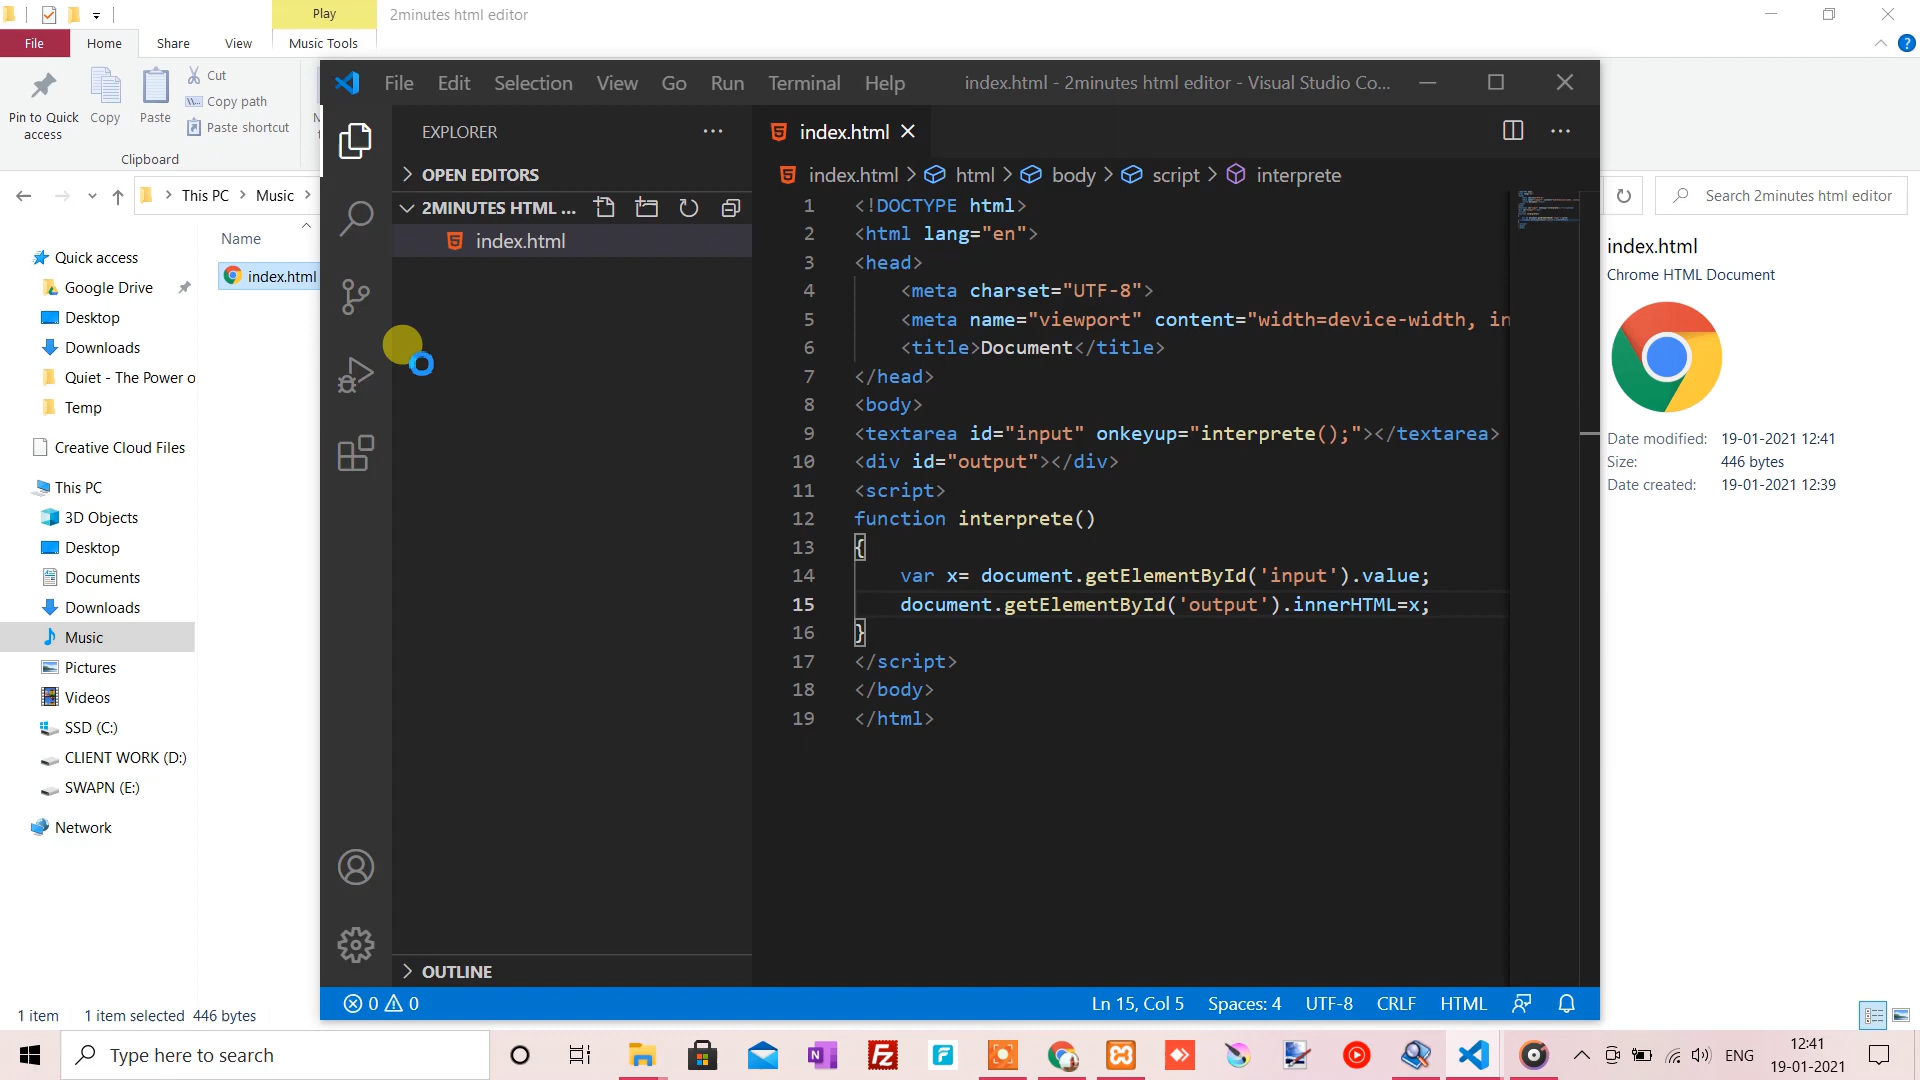 Play
2minutes html editor
File
Home
Share
View
Music Tools
Pin to Quick access
Copy
Paste
Cut
Copy path
Paste shortcut
Clipboard
This PC
Music
Search 2minutes html editor
Name
index.html
Quick access
Google Drive
Desktop
Downloads
Quiet - The Power o
Temp
Creative Cloud Files
This PC
3D Objects
Desktop
Documents
Downloads
Music
Pictures
Videos
SSD (C:)
CLIENT WORK (D:)
SWAPN (E:)
Network
1 item
1 item selected 446 bytes
File Edit Selection View Go Run Terminal Help
index.html - 2minutes html editor - Visual Studio Co...
EXPLORER
OPEN EDITORS
2MINUTES HTML ...
index.html
OUTLINE
index.html
index.html > html > body > script > interprete
1 <!DOCTYPE html>
2 <html lang="en">
3 <head>
4 <meta charset="UTF-8">
5 <meta name="viewport" content="width=device-width, in
6 <title>Document</title>
7 </head>
8 <body>
9 <textarea id="input" onkeyup="interprete();"></textarea>
10 <div id="output"></div>
11 <script>
12 function interprete()
13 {
14 var x= document.getElementById('input').value;
15 document.getElementById('output').innerHTML=x;
16 }
17 </script>
18 </body>
19 </html>
0 0
Ln 15, Col 5
Spaces: 4
UTF-8
CRLF
HTML
index.html
Chrome HTML Document
Date modified: 19-01-2021 12:41
Size: 446 bytes
Date created: 19-01-2021 12:39
Type here to search
ENG
12:41
19-01-2021